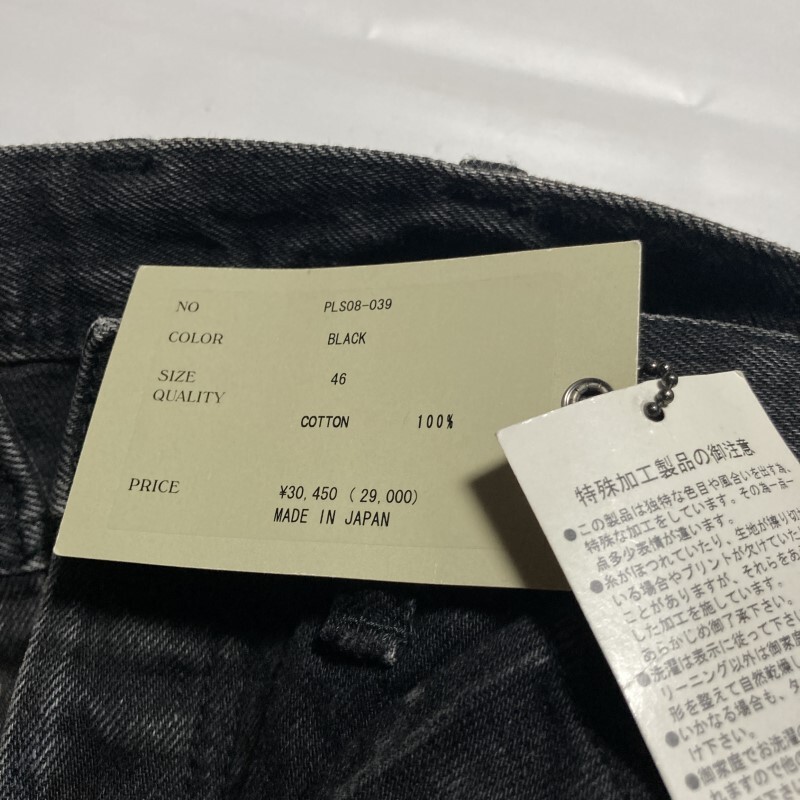 NO PLS08-039
COLOR BLACK
SIZE 46
QUALITY
COTTON 100%
PRICE ¥30,450 (29,000)
MADE IN JAPAN
特殊加工製品の御注意
●この製品は独特な色目や風合いを出す為、
特殊な加工をしています。その為一点一
点多少表情が違います。
●糸がほつれていたり、生地が擦り切
いる場合やプリントが欠けていた
ことがありますが、それらをあ
した加工を施しています。
あらかじめ御了承下さい。
●洗濯は表示に従って下さ
リーニング以外は御家庭
形を整えて自然乾燥し
●いかなる場合も、タ
け下さい。
●御家庭でお洗濯
れますので他の